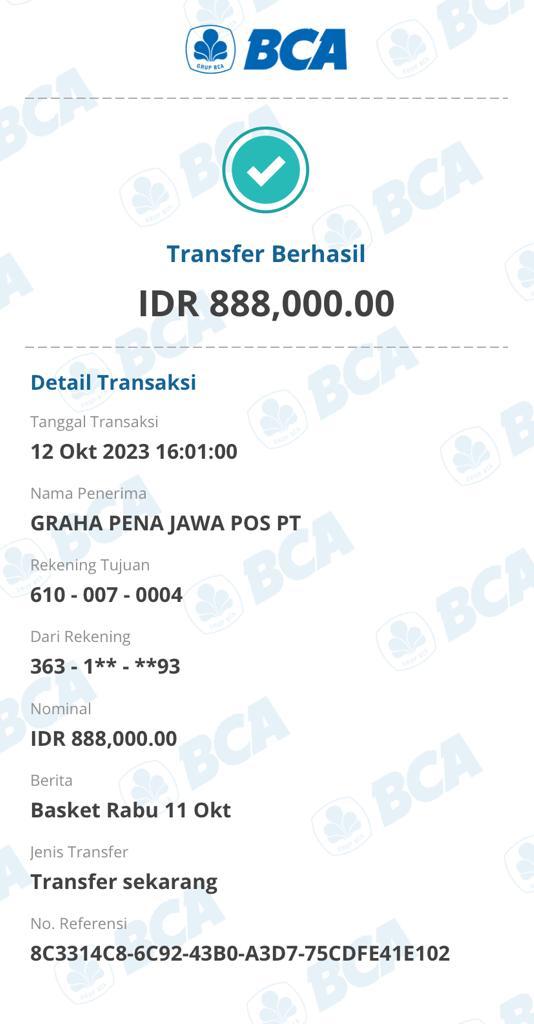 GRUP BCA
BCA
Transfer Berhasil
IDR 888,000.00
Detail Transaksi
Tanggal Transaksi
12 Okt 2023 16:01:00
Nama Penerima
GRAHA PENA JAWA POS PT
Rekening Tujuan
610 - 007 - 0004
Dari Rekening
363 - 1** - **93
Nominal
IDR 888,000.00
Berita
Basket Rabu 11 Okt
Jenis Transfer
Transfer sekarang
No. Referensi
8C3314C8-6C92-43B0-A3D7-75CDFE41E102